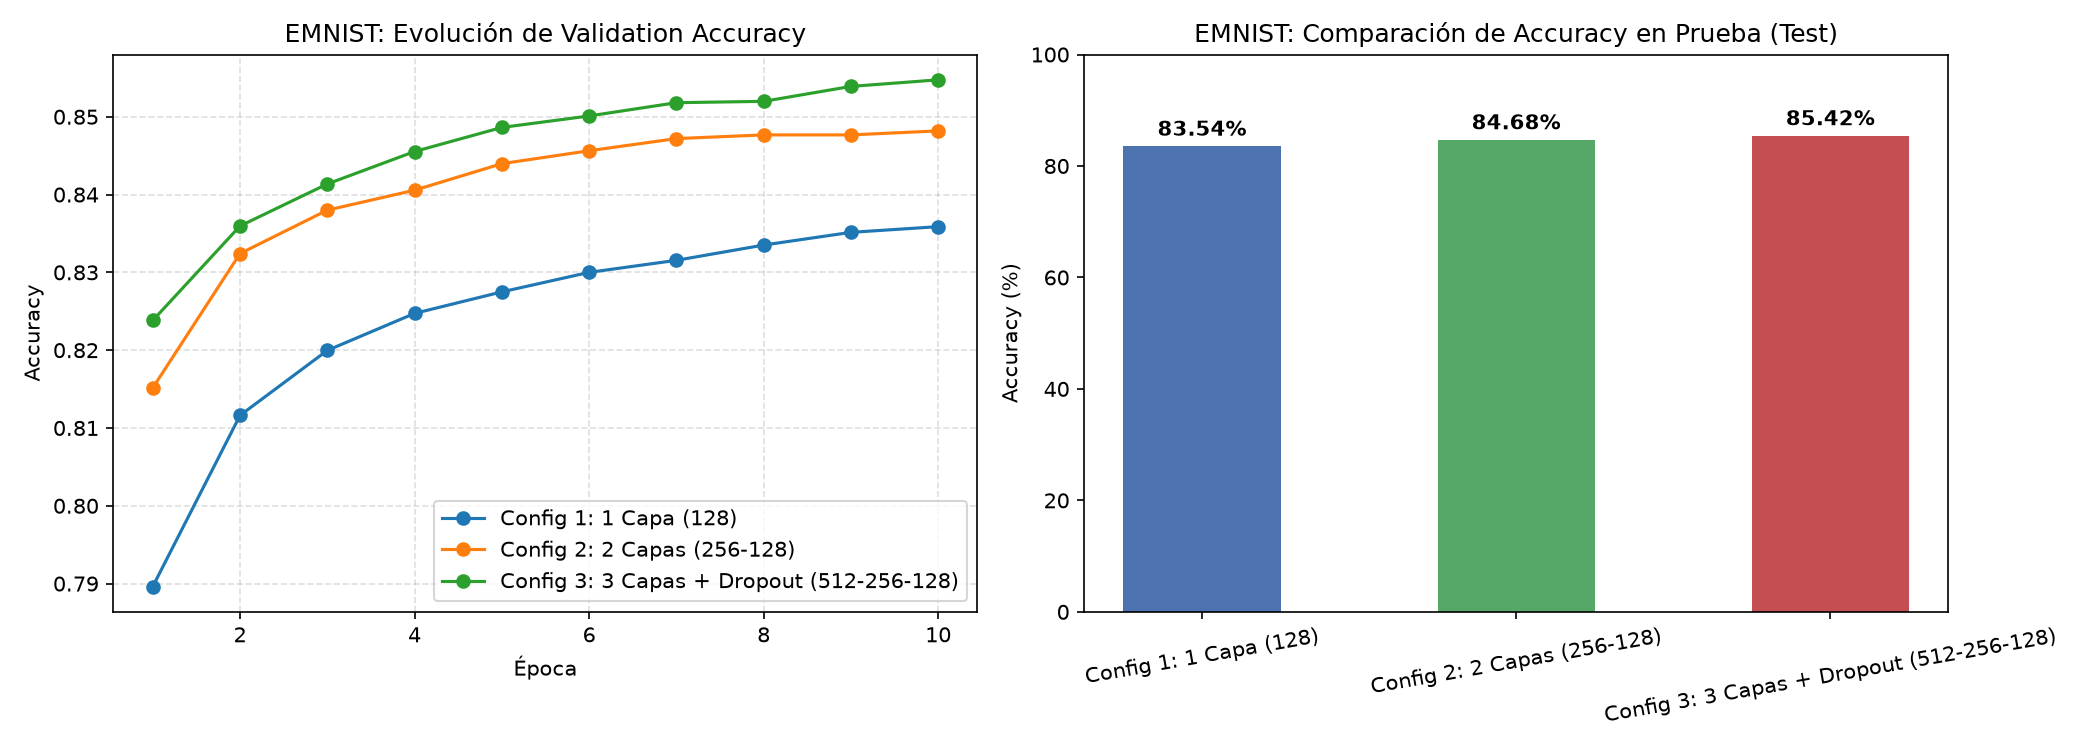 EMNIST: Evolución de Validation Accuracy
Accuracy
0.85
0.84
0.83
0.82
0.81
0.80
0.79
Config 1: 1 Capa (128)
Config 2: 2 Capas (256-128)
Config 3: 3 Capas + Dropout (512-256-128)
2 4 6 8 10
Época
EMNIST: Comparación de Accuracy en Prueba (Test)
Accuracy (%)
100
80
60
40
20
0
83.54% 84.68% 85.42%
Config 1: 1 Capa (128)
Config 2: 2 Capas (256-128)
Config 3: 3 Capas + Dropout (512-256-128)